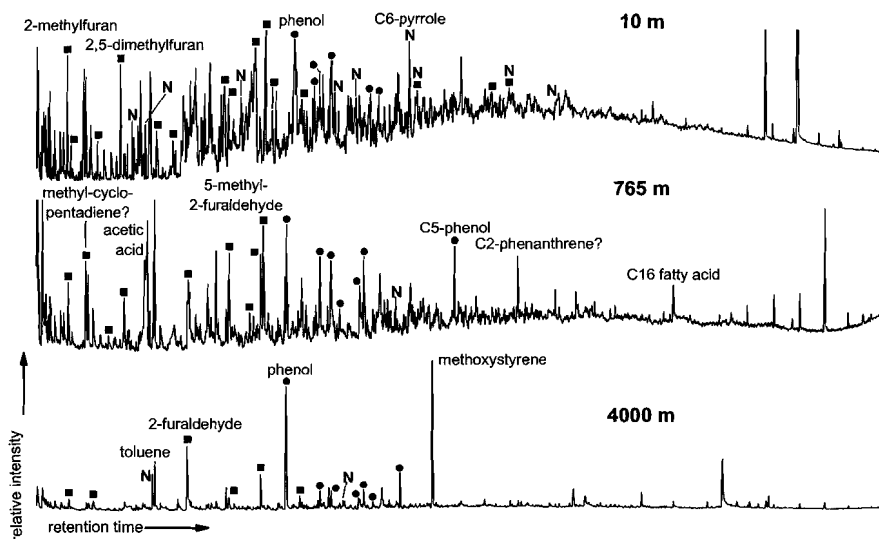 2-methylfuran
2,5-dimethylfuran
phenol
C6-pyrrole
10 m
N
N
N
N
N
N
N
N
N
methyl-cyclo-
pentadiene?
acetic
acid
5-methyl-
2-furaldehyde
765 m
C5-phenol
C2-phenanthrene?
C16 fatty acid
N
phenol
methoxystyrene
4000 m
2-furaldehyde
toluene
N
N
relative intensity
retention time